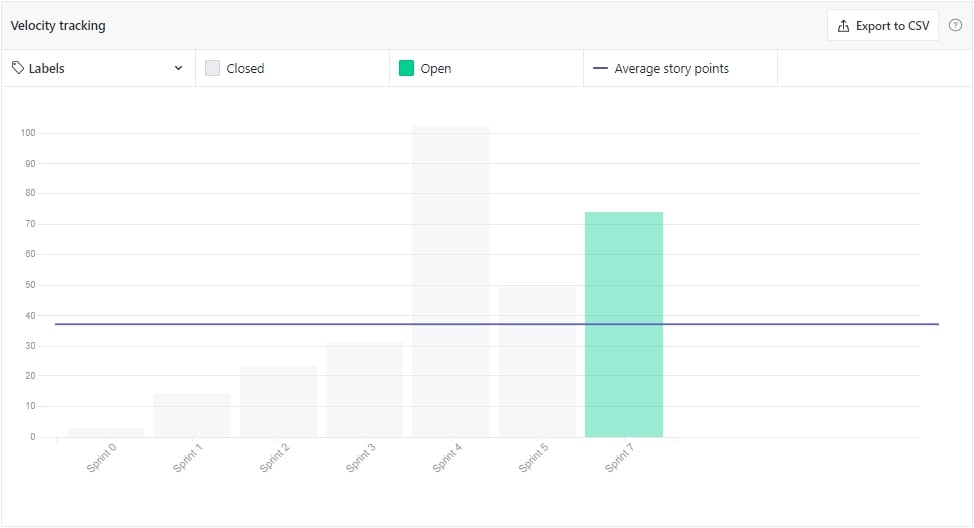 Velocity tracking
Export to CSV
?
Labels
Closed
Open
Average story points
100
90
80
70
60
50
40
30
20
10
0
Sprint 0
Sprint 1
Sprint 2
Sprint 3
Sprint 4
Sprint 5
Sprint 7